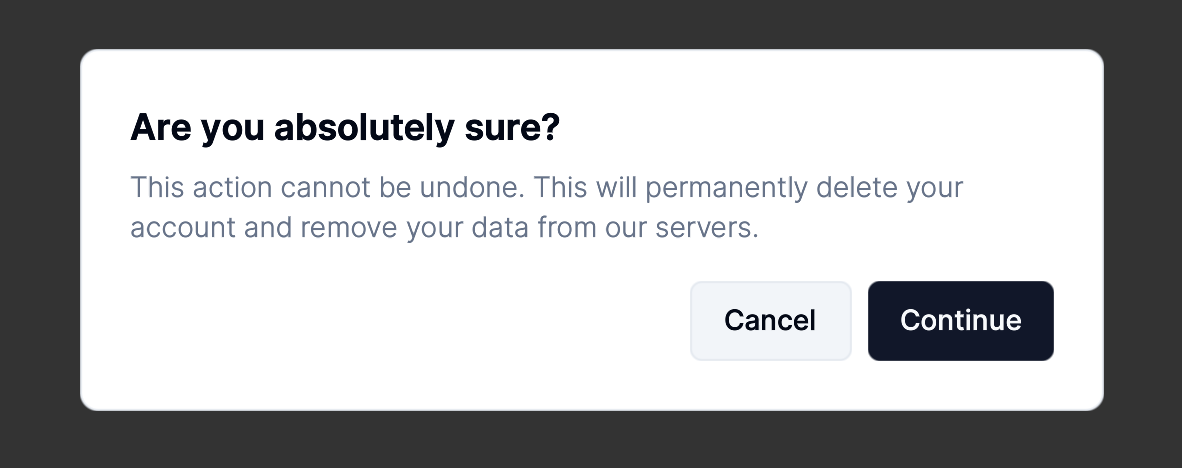 Are you absolutely sure?
This action cannot be undone. This will permanently delete your
account and remove your data from our servers.
Cancel
Continue